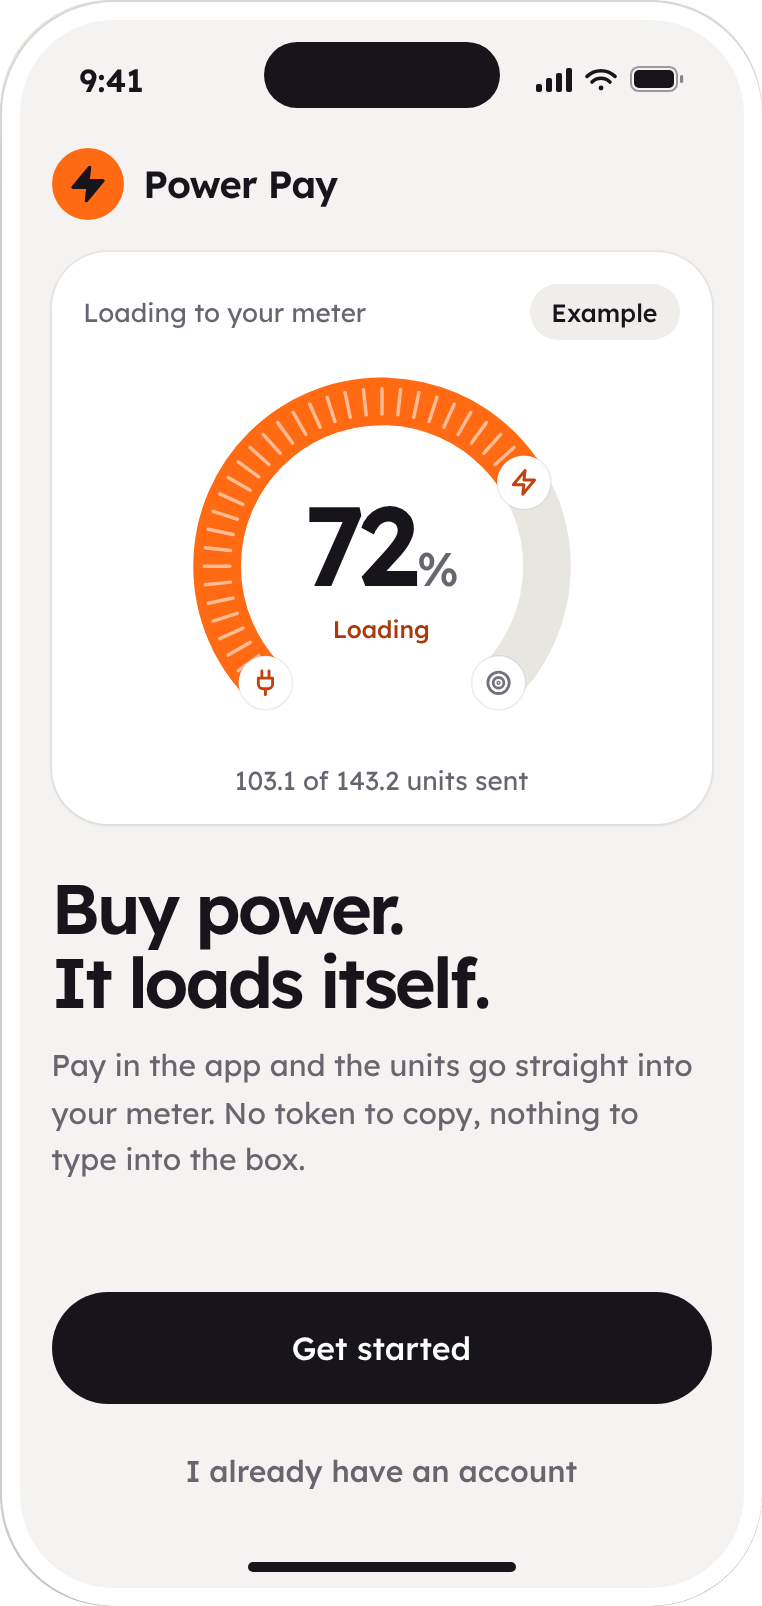 9:41
Power Pay
Loading to your meter
Example
72%
Loading
103.1 of 143.2 units sent
Buy power.
It loads itself.
Pay in the app and the units go straight into
your meter. No token to copy, nothing to
type into the box.
Get started
I already have an account